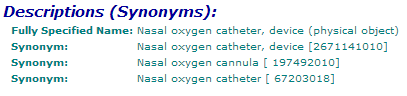 Descriptions (Synonyms):
Fully Specified Name: Nasal oxygen catheter, device (physical object)
Synonym: Nasal oxygen catheter, device [2671141010]
Synonym: Nasal oxygen cannula [ 197492010]
Synonym: Nasal oxygen catheter [ 67203018]